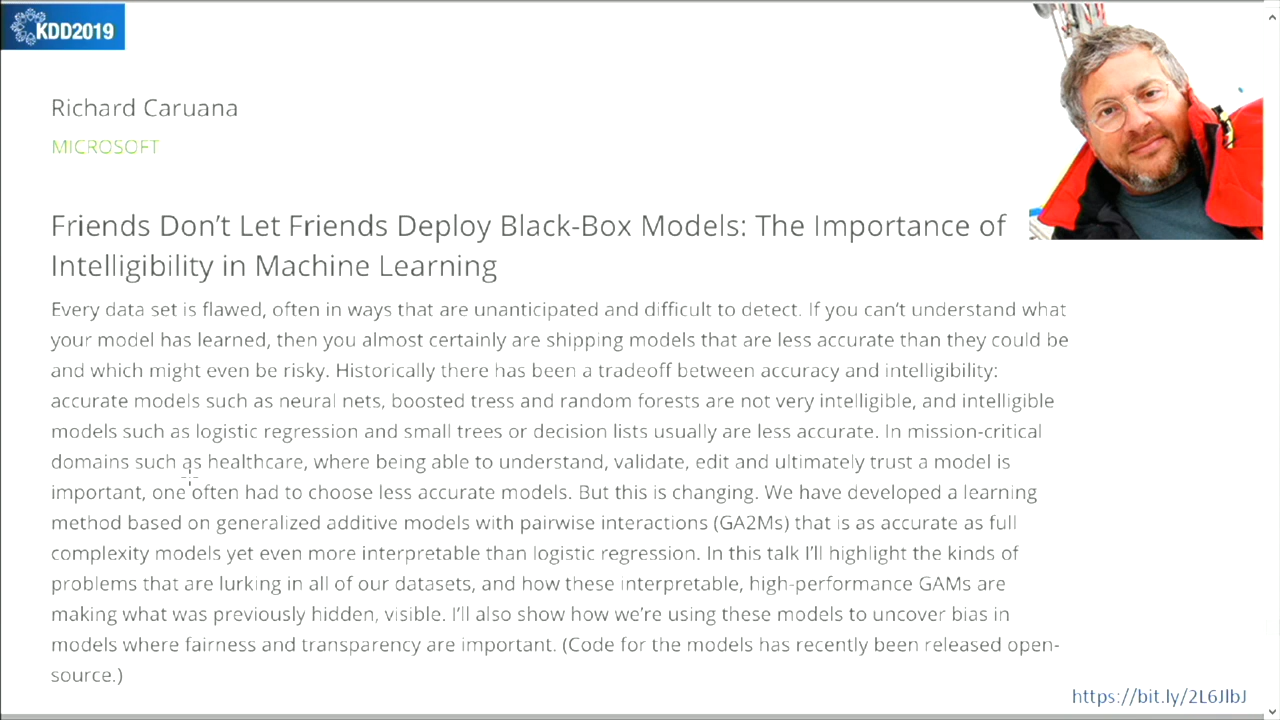 KDD2019
Richard Caruana
MICROSOFT
Friends Don't Let Friends Deploy Black-Box Models: The Importance of
Intelligibility in Machine Learning
Every data set is flawed, often in ways that are unanticipated and difficult to detect. If you can't understand what
your model has learned, then you almost certainly are shipping models that are less accurate than they could be
and which might even be risky. Historically there has been a tradeoff between accuracy and intelligibility:
accurate models such as neural nets, boosted tress and random forests are not very intelligible, and intelligible
models such as logistic regression and small trees or decision lists usually are less accurate. In mission-critical
domains such as healthcare, where being able to understand, validate, edit and ultimately trust a model is
important, one often had to choose less accurate models. But this is changing. We have developed a learning
method based on generalized additive models with pairwise interactions (GA2Ms) that is as accurate as full
complexity models yet even more interpretable than logistic regression. In this talk I'll highlight the kinds of
problems that are lurking in all of our datasets, and how these interpretable, high-performance GAMs are
making what was previously hidden, visible. I'll also show how we're using these models to uncover bias in
models where fairness and transparency are important. (Code for the models has recently been released open-
source.)
https://bit.ly/2L6JlbJ